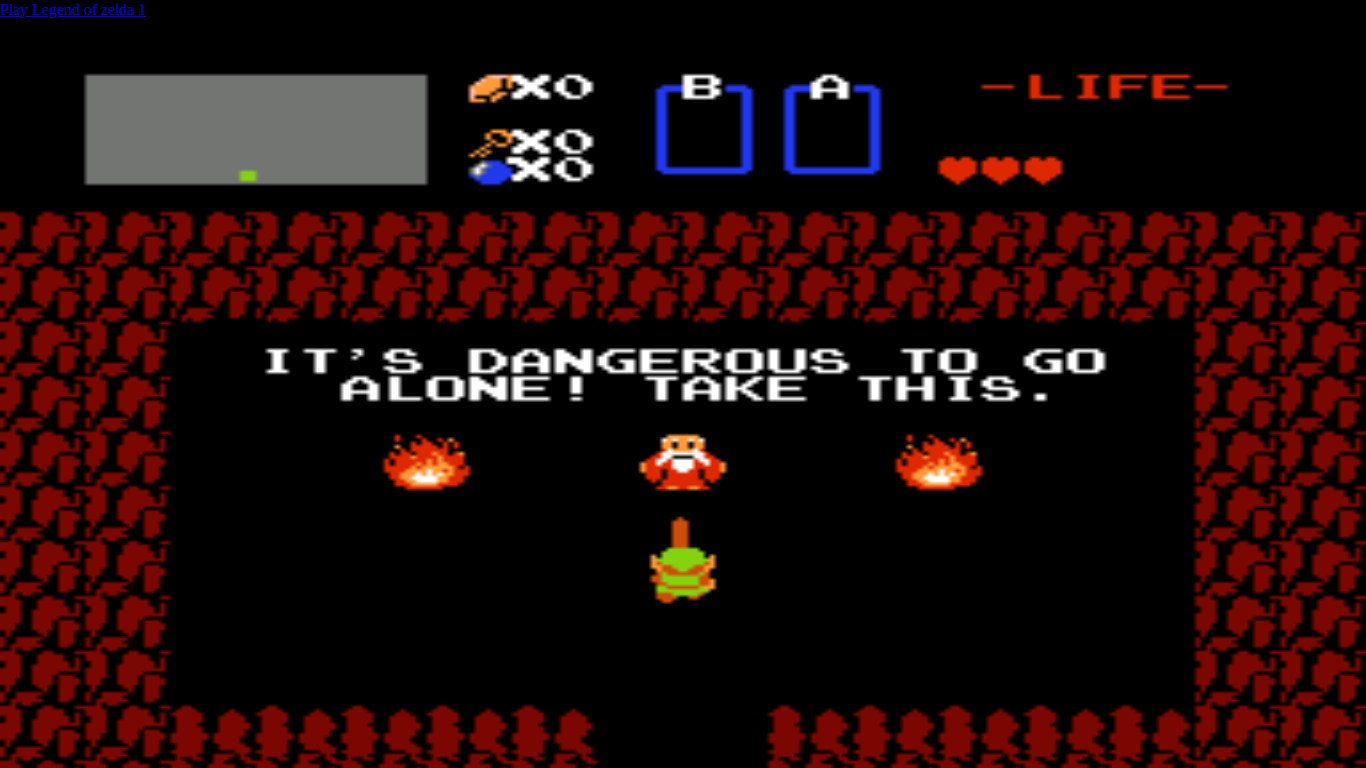 Play Legend of zelda 1
X0
X0
X0
B A
-LIFE-
IT'S DANGEROUS TO GO
ALONE! TAKE THIS.